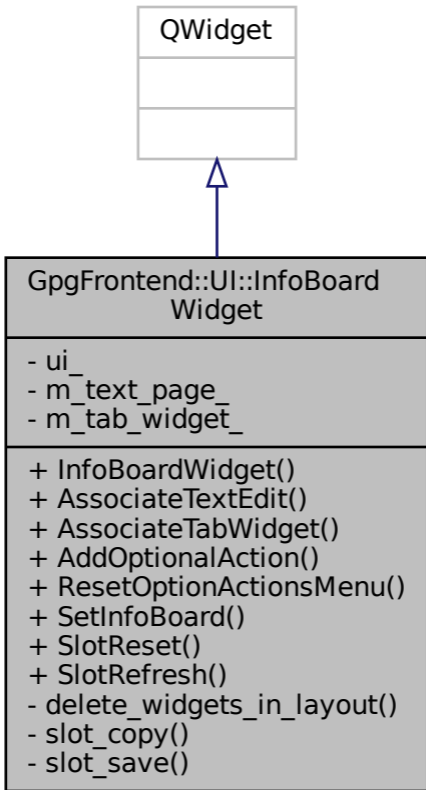 QWidget
GpgFrontend::UI::InfoBoard
Widget
- ui_
- m_text_page_
- m_tab_widget_
+ InfoBoardWidget()
+ AssociateTextEdit()
+ AssociateTabWidget()
+ AddOptionalAction()
+ ResetOptionActionsMenu()
+ SetInfoBoard()
+ SlotReset()
+ SlotRefresh()
- delete_widgets_in_layout()
- slot_copy()
- slot_save()